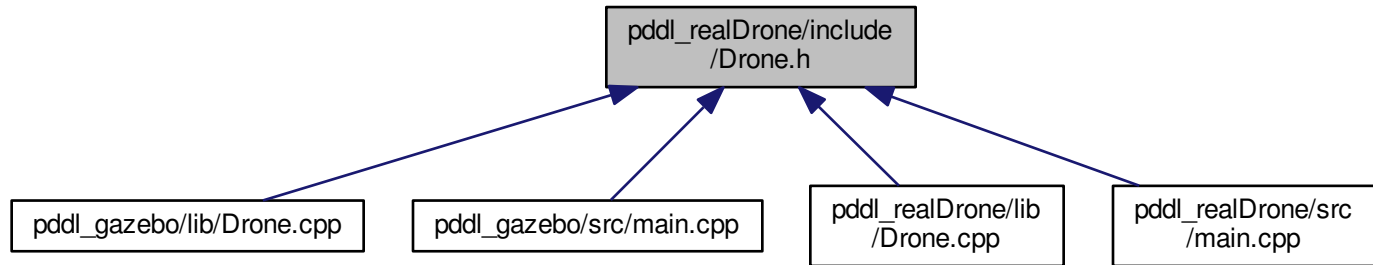 pddl_realDrone/include
/Drone.h
pddl_gazebo/lib/Drone.cpp
pddl_gazebo/src/main.cpp
pddl_realDrone/lib
/Drone.cpp
pddl_realDrone/src
/main.cpp